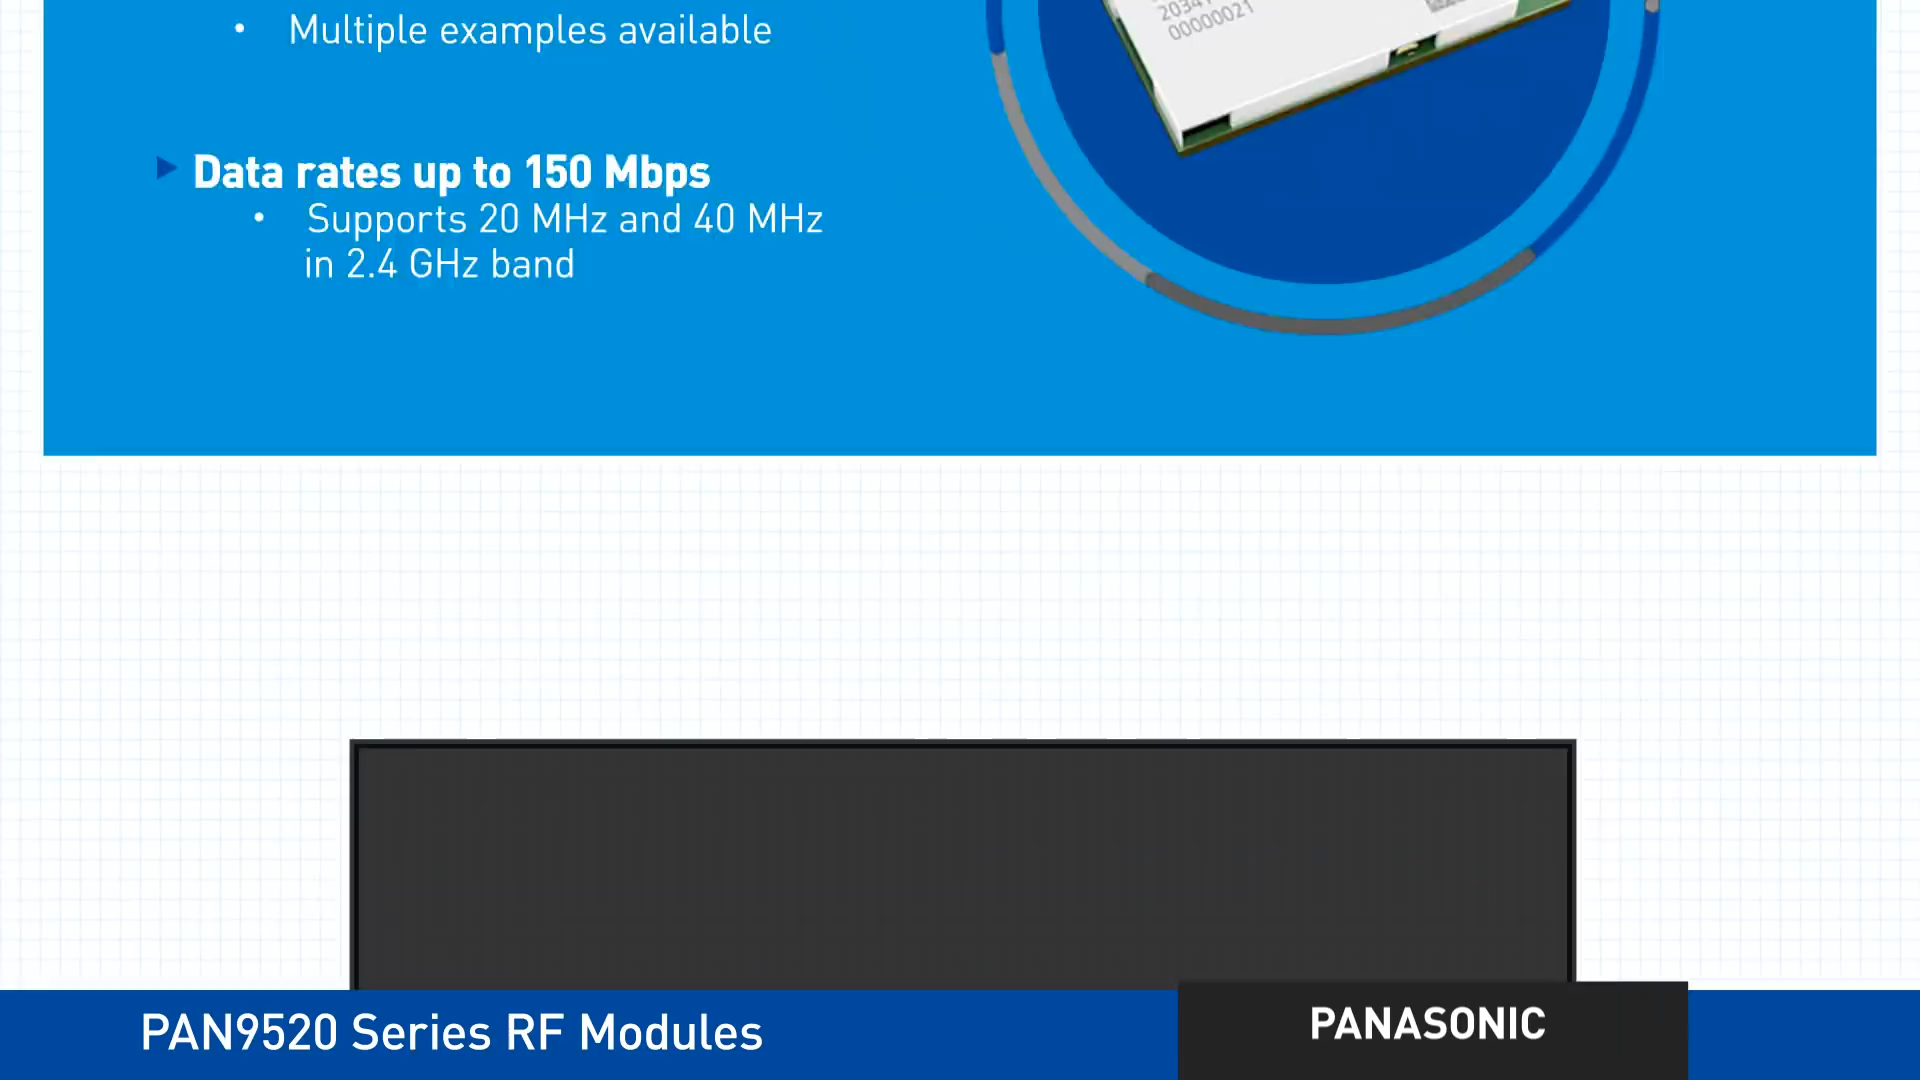 00000021
• Multiple examples available
Data rates up to 150 Mbps
• Supports 20 MHz and 40 MHz
in 2.4 GHz band
PAN9520 Series RF Modules
PANASONIC